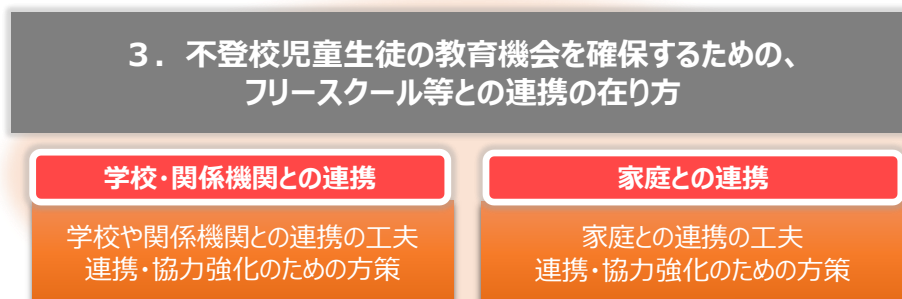 3．不登校児童生徒の教育機会を確保するための、
フリースクール等との連携の在り方
学校・関係機関との連携
学校や関係機関との連携の工夫
連携・協力強化のための方策
家庭との連携
家庭との連携の工夫
連携・協力強化のための方策